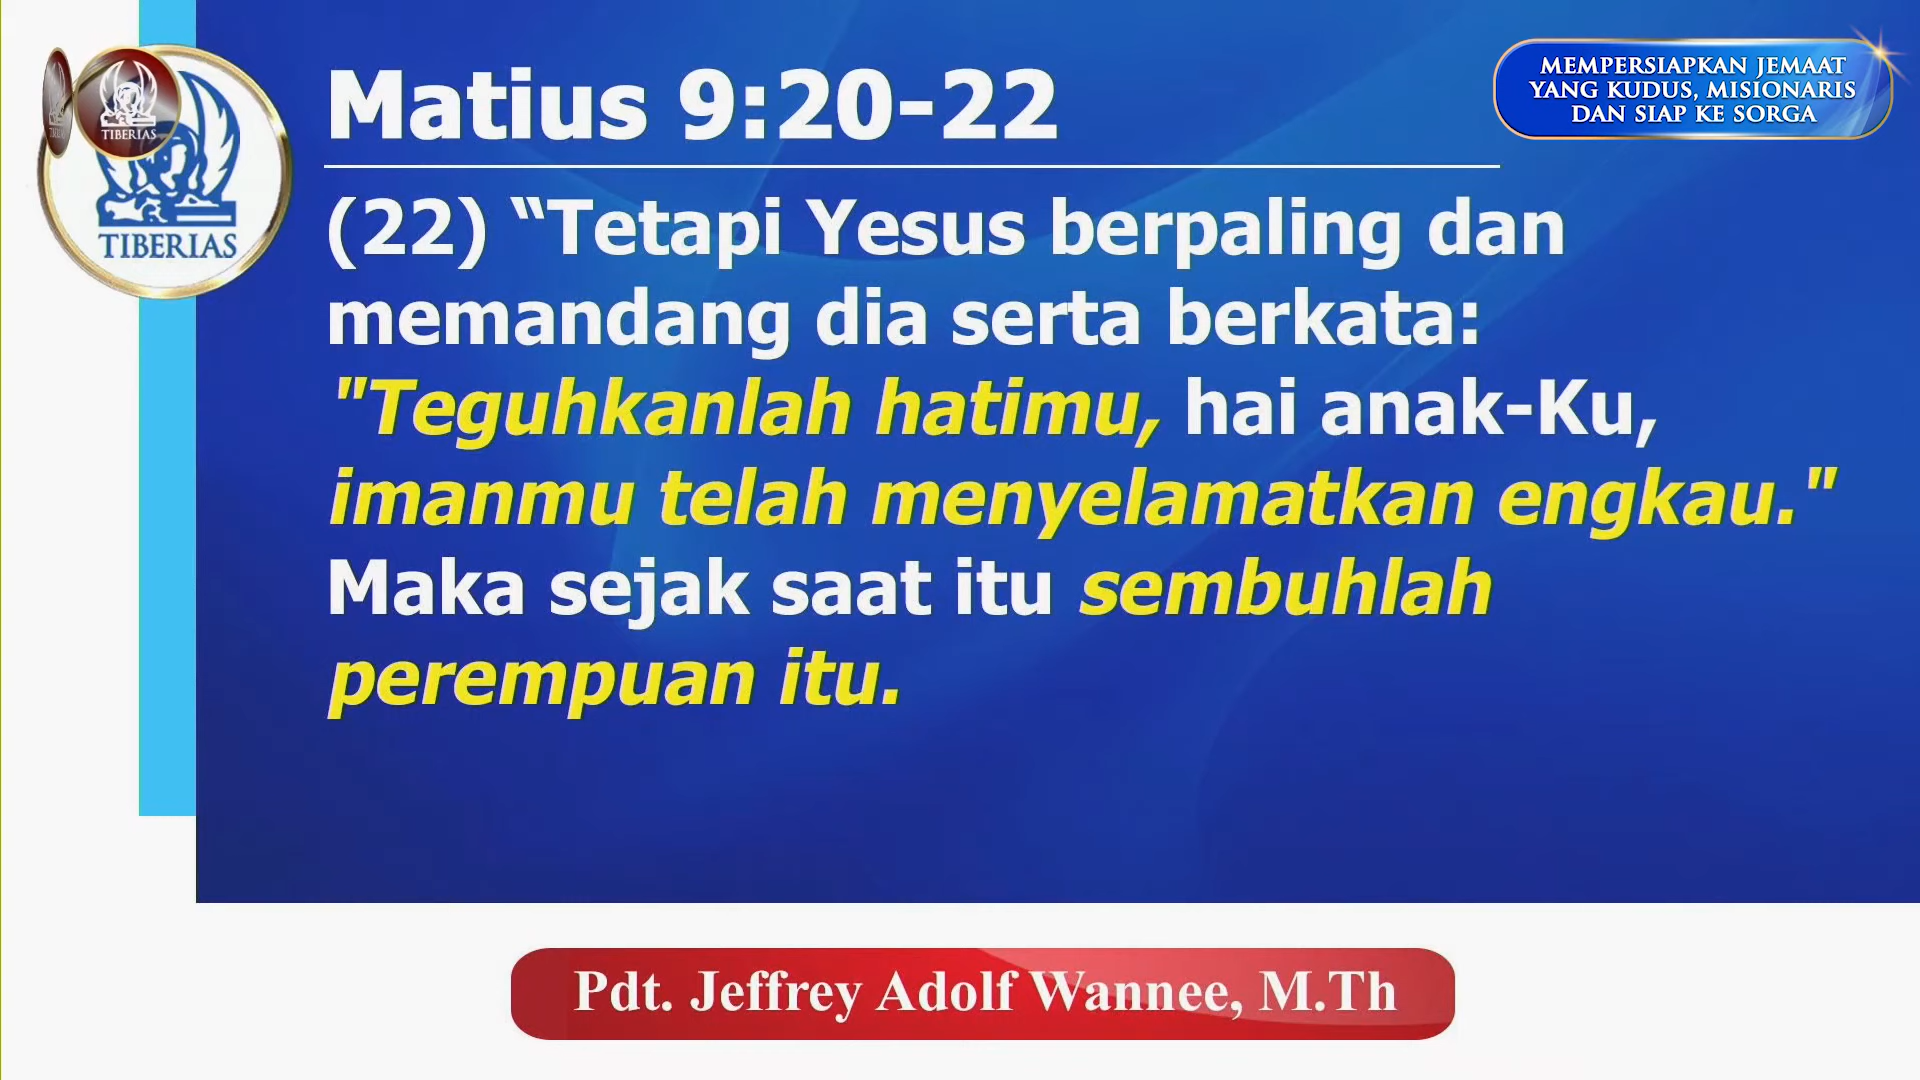 Matius 9:20-22
MEMPERSIAPKAN JEMAAT
YANG KUDUS, MISIONARIS
DAN SIAP KE SORGA
TIBERIAS
TIBERIAS
(22) “Tetapi Yesus berpaling dan
memandang dia serta berkata:
"Teguhkanlah hatimu, hai anak-Ku,
imanmu telah menyelamatkan engkau."
Maka sejak saat itu sembuhlah
perempuan itu.
Pdt. Jeffrey Adolf Wannee, M.Th